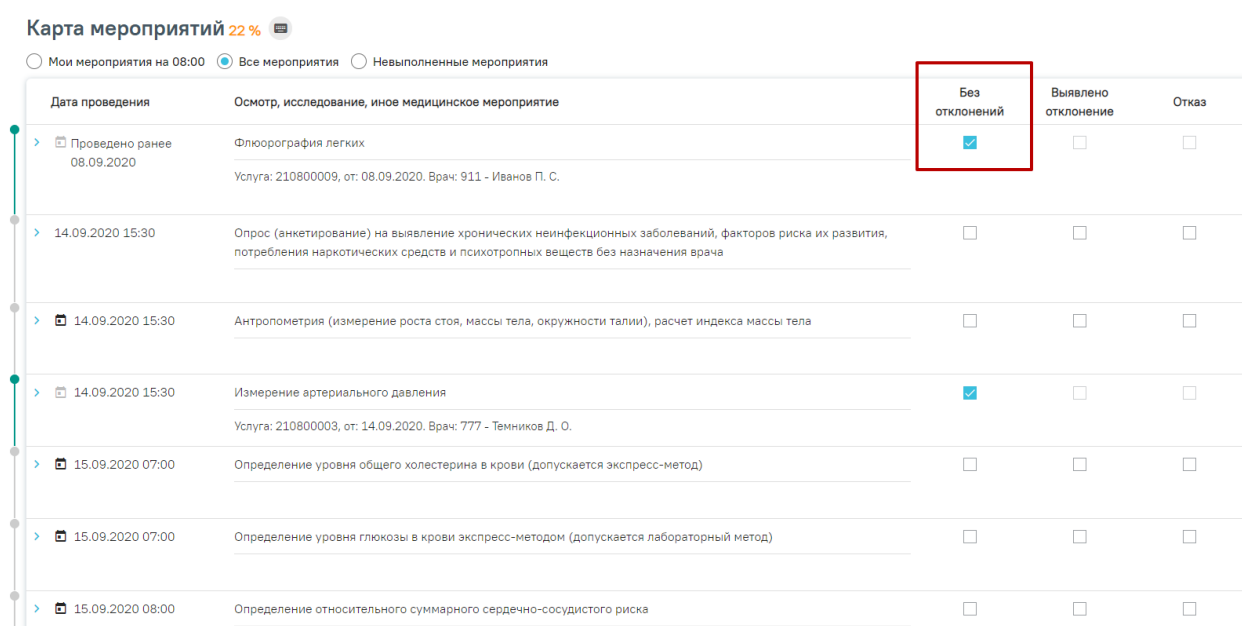 Карта мероприятий 22 %
Мои мероприятия на 08:00 Все мероприятия Невыполненные мероприятия
Дата проведения Осмотр, исследование, иное медицинское мероприятие Без отклонений Выявлено отклонение Отказ
Проведено ранее 08.09.2020 Флюорография легких
Услуга: 210800009, от: 08.09.2020. Врач: 911 - Иванов П. С.
14.09.2020 15:30 Опрос (анкетирование) на выявление хронических неинфекционных заболеваний, факторов риска их развития,
потребления наркотических средств и психотропных веществ без назначения врача
14.09.2020 15:30 Антропометрия (измерение роста стоя, массы тела, окружности талии), расчет индекса массы тела
14.09.2020 15:30 Измерение артериального давления
Услуга: 210800003, от: 14.09.2020. Врач: 777 - Темников Д. О.
15.09.2020 07:00 Определение уровня общего холестерина в крови (допускается экспресс-метод)
15.09.2020 07:00 Определение уровня глюкозы в крови экспресс-методом (допускается лабораторный метод)
15.09.2020 08:00 Определение относительного суммарного сердечно-сосудистого риска